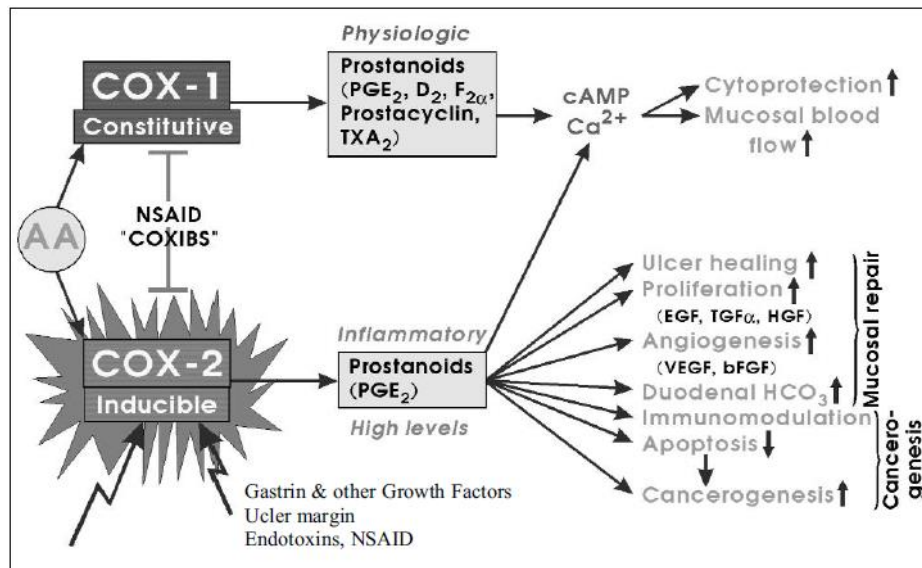 Physiologic
COX-1
Constitutive
Prostanoids
(PGE₂, D₂, F₂α,
Prostacyclin,
TXA₂)
cAMP
Ca²⁺
Cytoprotection
Mucosal blood
flow
AA
NSAID
"COXIBS"
COX-2
Inducible
Inflammatory
Prostanoids
(PGE₂)
High levels
Ulcer healing
Proliferation
(EGF, TGFα, HGF)
Angiogenesis
(VEGF, bFGF)
Duodenal HCO₃
Immunomodulation
Apoptosis
Cancerogenesis
Mucosal repair
Cancero-
genesis
Gastrin & other Growth Factors
Ucler margin
Endotoxins, NSAID